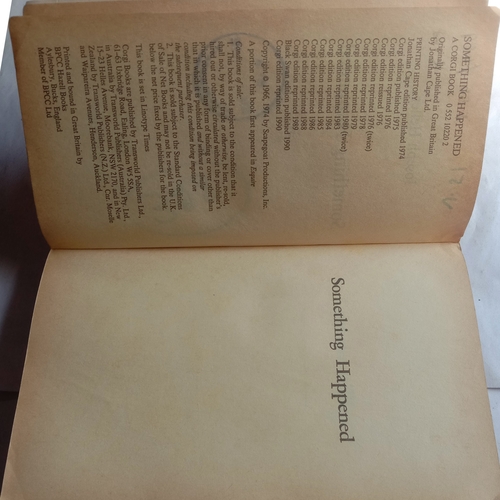 SOMETHING HAPPENED
A CORGI BOOK 0 552 10220 2
Originally published in Great Britain
by Jonathan Cape Ltd.
PRINTING HISTORY
Jonathan Cape edition published 1974
Corgi edition published 1975
Corgi edition reprinted 1976
Corgi edition reprinted 1976 (twice)
Corgi edition reprinted 1978
Corgi edition reprinted 1979
Corgi edition reprinted 1980 (twice)
Corgi edition reprinted
Corgi edition reprinted 1984
Corgi edition reprinted 1985
Corgi edition reprinted 1986
Corgi edition reprinted 1988
Corgi edition reprinted 1989
Corgi edition reprinted 1990
Black Swan edition published 1990
Copyright © 1966, 1974 by Scapegoat Productions, Inc.
A portion of this book first appeared in Esquire
Conditions of sale:
1. This book is sold subject to the condition that it
shall not, by way of trade or otherwise, be lent, re-sold,
hired out or otherwise circulated without the publisher's
prior consent in any form of binding or cover other than
that in which it is published and without a similar
condition including this condition being imposed on
the subsequent purchaser.
2. This book is sold subject to the Standard Conditions
of Sale of Net Books and may not be re-sold in the U.K.
below the net price fixed by the publishers for the book.
This book is set in Linotype Times
Corgi Books are published by Transworld Publishers Ltd.,
61–63 Uxbridge Road, Ealing, London W5 5SA,
in Australia by Transworld Publishers (Australia) Pty. Ltd.,
15–23 Helles Avenue, Moorebank, NSW 2170, and in New
Zealand by Transworld Publishers (N.Z.) Ltd., Cnr. Moselle
and Waipareira Avenues, Henderson, Auckland.
Printed and bound in Great Britain by
BPCC Hazell Books
Aylesbury, Bucks, England
Member of BPCC Ltd
Something Happened